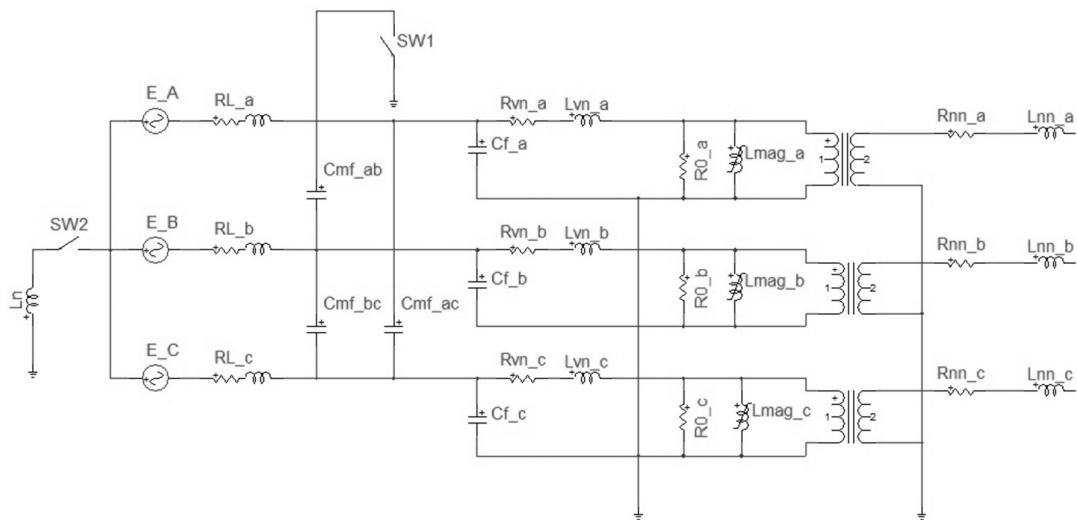 SW1
E_A
RL_a
Rvn_a
Lvn_a
Rnn_a
Lnn_a
Cf_a
R0_a
Lmag_a
1
2
Cmf_ab
SW2
E_B
RL_b
Rvn_b
Lvn_b
Rnn_b
Lnn_b
Cf_b
R0_b
Lmag_b
1
2
Ln
Cmf_bc
Cmf_ac
E_C
RL_c
Rvn_c
Lvn_c
Rnn_c
Lnn_c
Cf_c
R0_c
Lmag_c
1
2